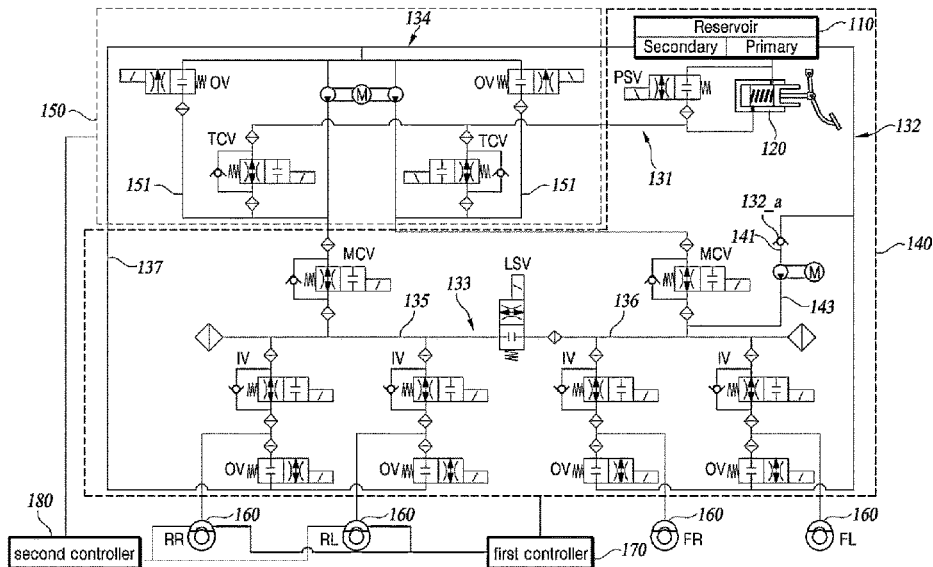 134
110
Reservoir
Secondary Primary
OV
OV
PSV
M
150
120
132
TCV
TCV
131
151
151
132_a
141
140
MCV
LSV
MCV
M
137
135
133
136
143
IV
IV
IV
IV
OV
OV
OV
OV
180
160
160
160
160
second controller
RR
RL
first controller
170
FR
FL